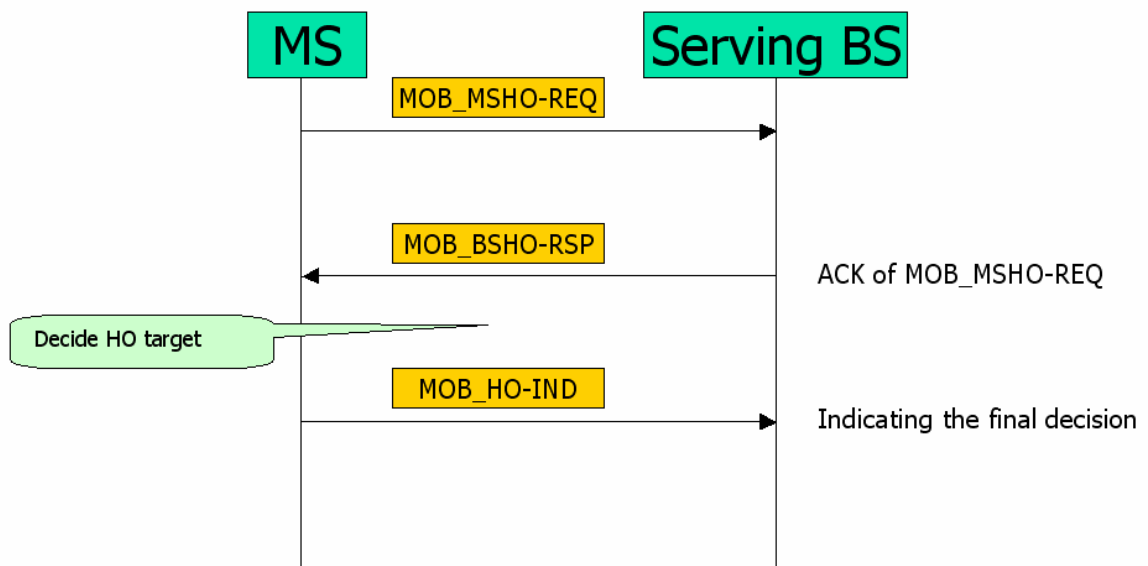 MS
Serving BS
MOB_MSHO-REQ
MOB_BSHO-RSP
ACK of MOB_MSHO-REQ
Decide HO target
MOB_HO-IND
Indicating the final decision